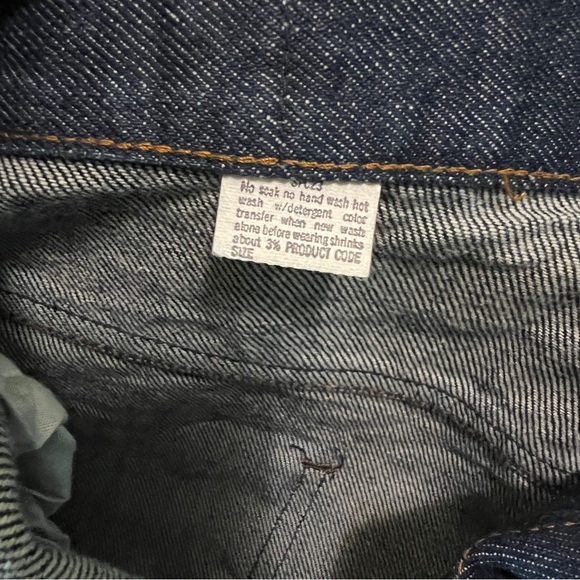 No soak no hand wash hot
wash w/detergent color
transfer when new wash
alone before wearing shrinks
about 3% PRODUCT CODE
SIZE